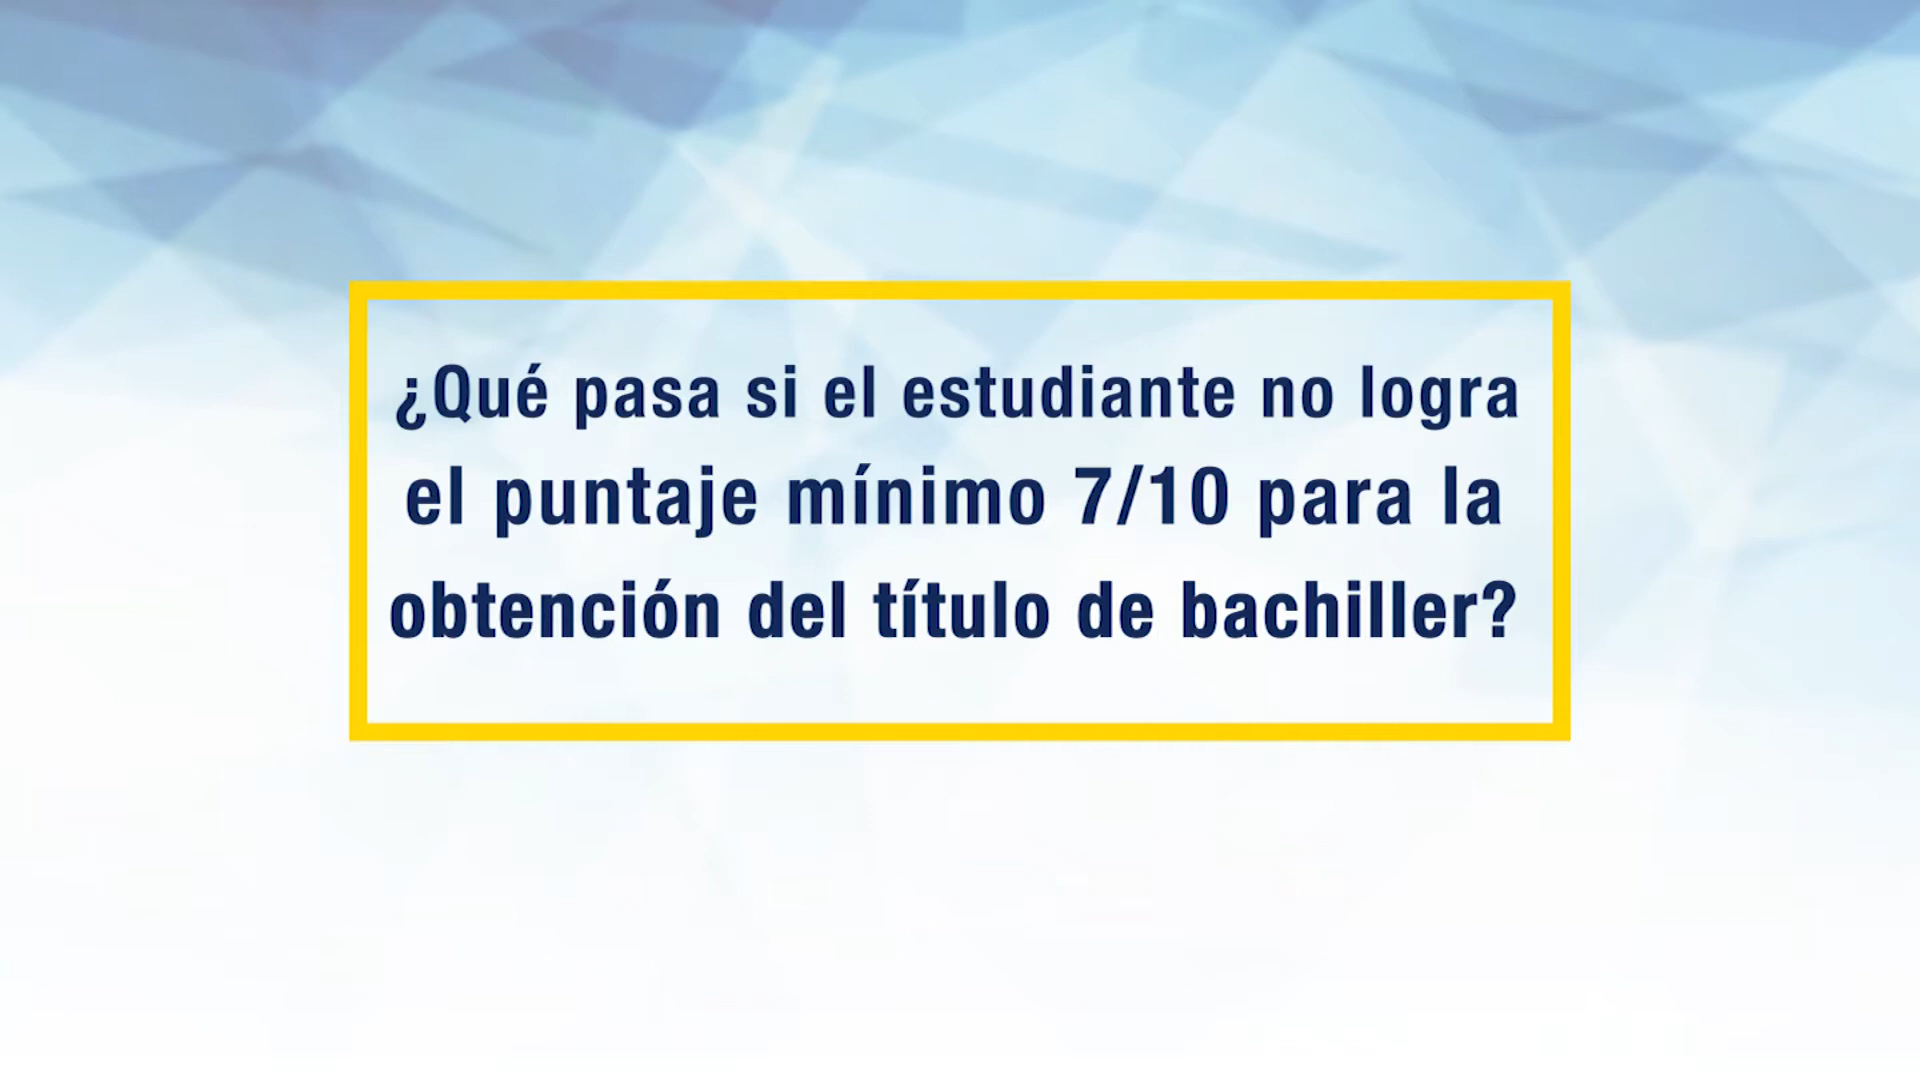 ¿Qué pasa si el estudiante no logra
el puntaje mínimo 7/10 para la
obtención del título de bachiller?